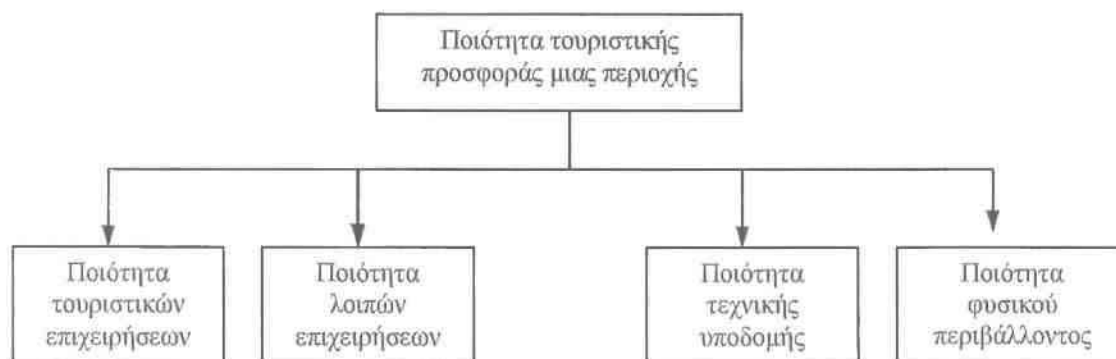 Ποιότητα τουριστικής
προσφοράς μιας περιοχής
Ποιότητα
τουριστικών
επιχειρήσεων
Ποιότητα
λοιπών
επιχειρήσεων
Ποιότητα
τεχνικής
υποδομής
Ποιότητα
φυσικού
περιβάλλοντος